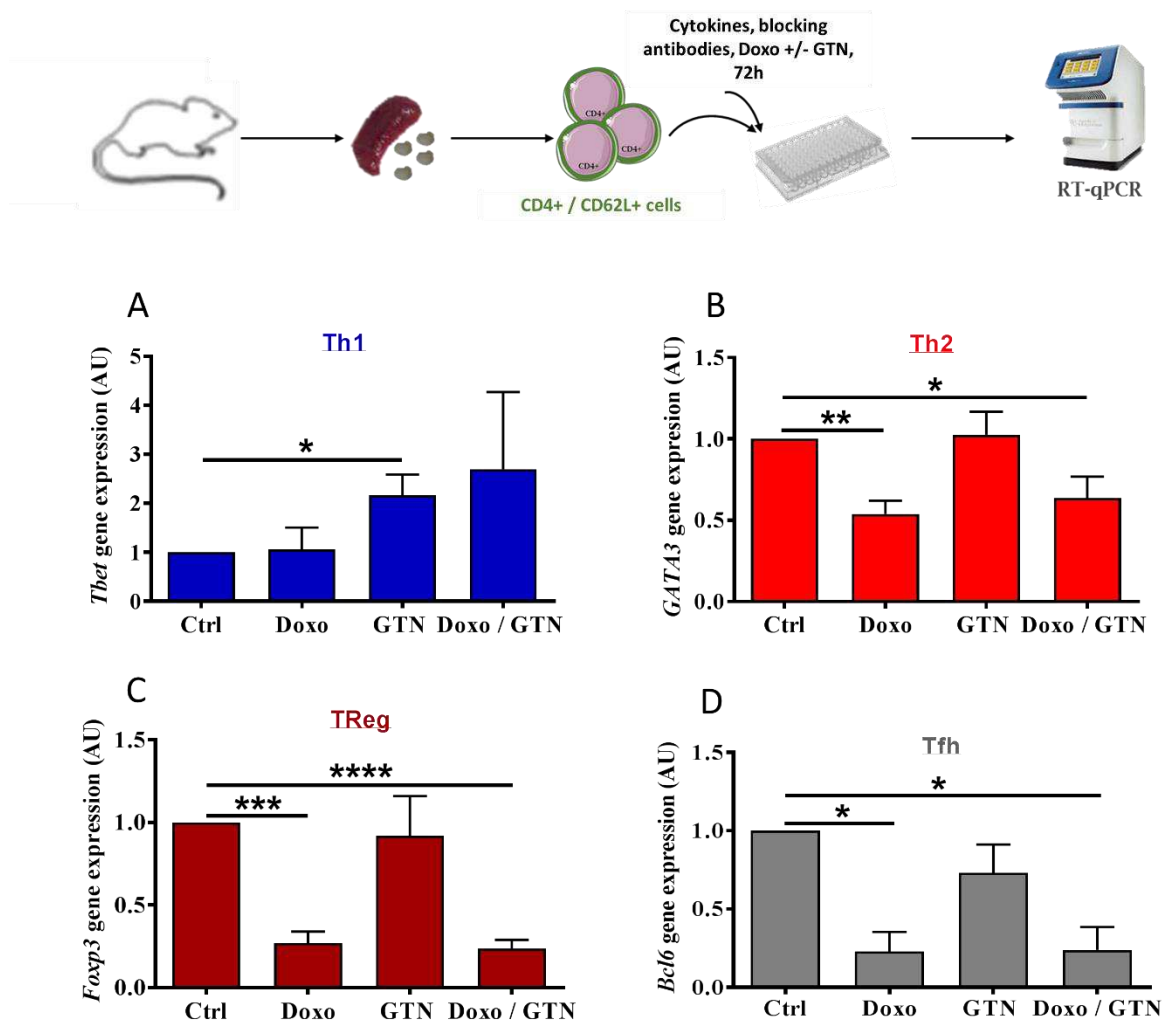 Cytokines, blocking
antibodies, Doxo +/- GTN,
72h
CD4+
CD4+
CD4+
CD4+ / CD62L+ cells
RT-qPCR
A
Th1
Tbet gene expression (AU)
5
4
3
2
1
0
*
Ctrl
Doxo
GTN
Doxo / GTN
B
Th2
GATA3 gene expresion (AU)
1.5
1.0
0.5
0.0
*
**
Ctrl
Doxo
GTN
Doxo / GTN
C
TReg
Foxp3 gene expression (AU)
1.5
1.0
0.5
0.0
****
***
Ctrl
Doxo
GTN
Doxo / GTN
D
Tfh
Bcl6 gene expression (AU)
1.5
1.0
0.5
0.0
*
*
Ctrl
Doxo
GTN
Doxo / GTN